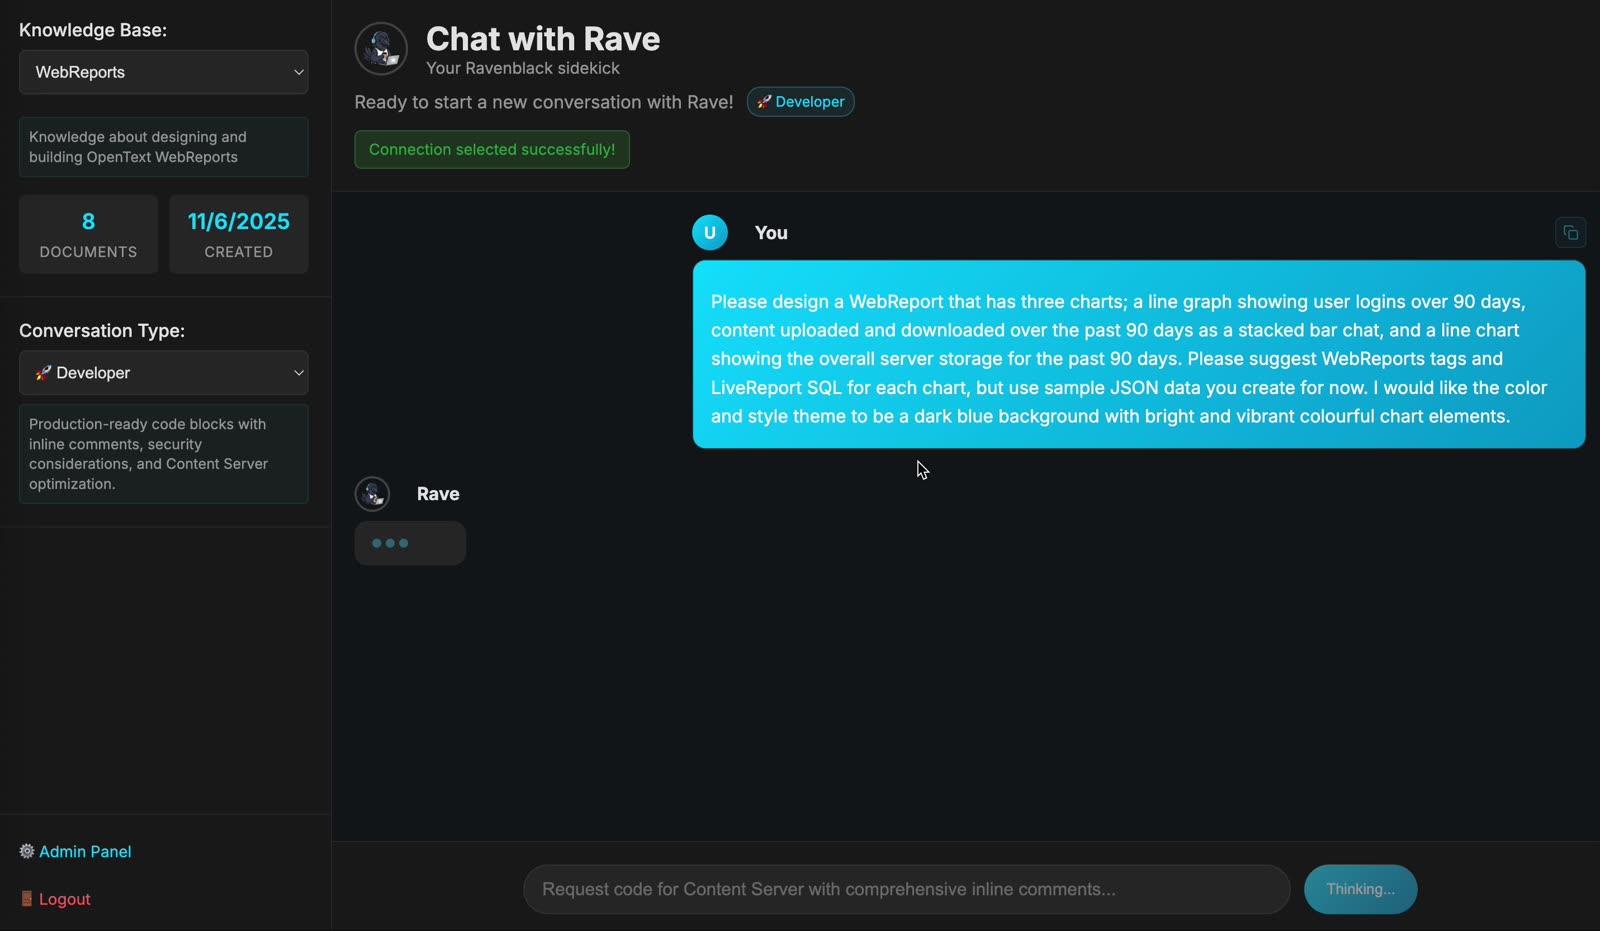 Knowledge Base:
WebReports
Knowledge about designing and
building OpenText WebReports
8
DOCUMENTS
11/6/2025
CREATED
Conversation Type:
🚀 Developer
Production-ready code blocks with
inline comments, security
considerations, and Content Server
optimization.
⚙️ Admin Panel
🚪 Logout
Chat with Rave
Your Ravenblack sidekick
Ready to start a new conversation with Rave!
🚀 Developer
Connection selected successfully!
U
You
Please design a WebReport that has three charts; a line graph showing user logins over 90 days,
content uploaded and downloaded over the past 90 days as a stacked bar chat, and a line chart
showing the overall server storage for the past 90 days. Please suggest WebReports tags and
LiveReport SQL for each chart, but use sample JSON data you create for now. I would like the color
and style theme to be a dark blue background with bright and vibrant colourful chart elements.
Rave
Request code for Content Server with comprehensive inline comments...
Thinking...